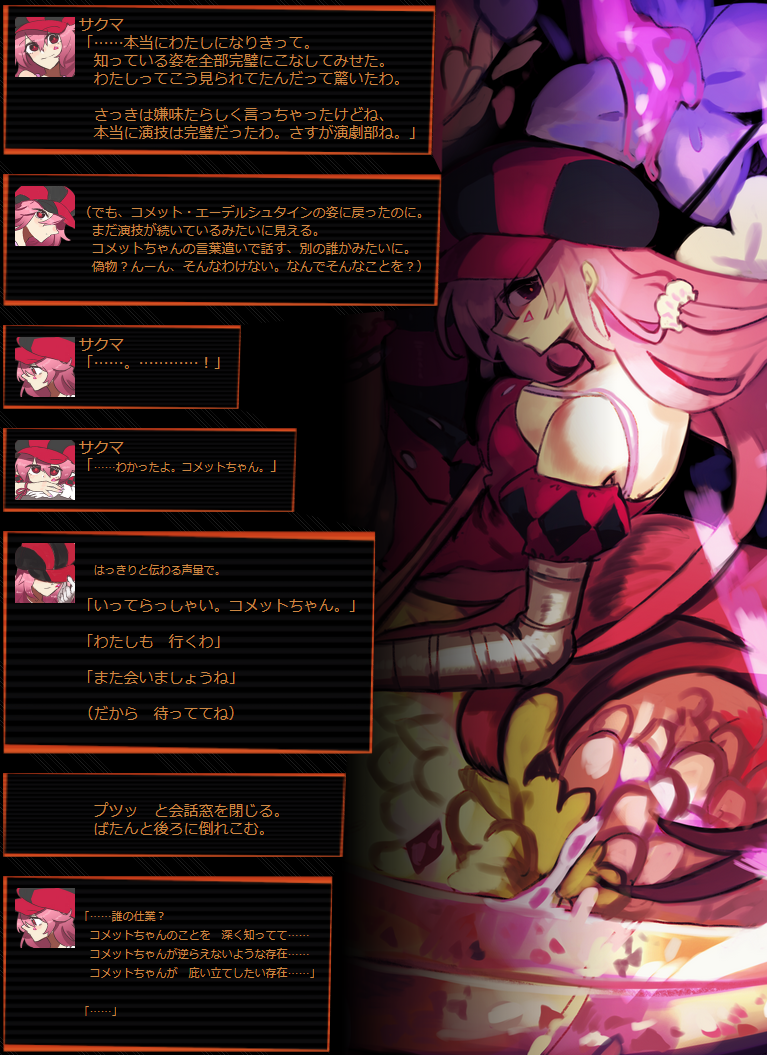 サクマ
「……本当にわたしになりきって。
知っている姿を全部完璧にこなしてみせた。
わたしってこう見られてたんだって驚いたわ。
さっきは嫌味たらしく言っちゃったけどね、
本当に演技は完璧だったわ。さすが演劇部ね。」
（でも、コメット・エーデルシュタインの姿に戻ったのに。
まだ演技が続いているみたいに見える。
コメットちゃんの言葉遣いで話す、別の誰かみたいに。
偽物？んーん、そんなわけない。なんでそんなことを？）
サクマ
「……。…………！」
サクマ
「……わかったよ。コメットちゃん。」
はっきりと伝わる声量で。
「いってらっしゃい。コメットちゃん。」
「わたしも　行くわ」
「また会いましょうね」
（だから　待っててね）
プツッ　と会話窓を閉じる。
ばたんと後ろに倒れこむ。
「……誰の仕業？
コメットちゃんのことを　深く知ってて……
コメットちゃんが逆らえないような存在……
コメットちゃんが　庇い立てしたい存在……」
「……」